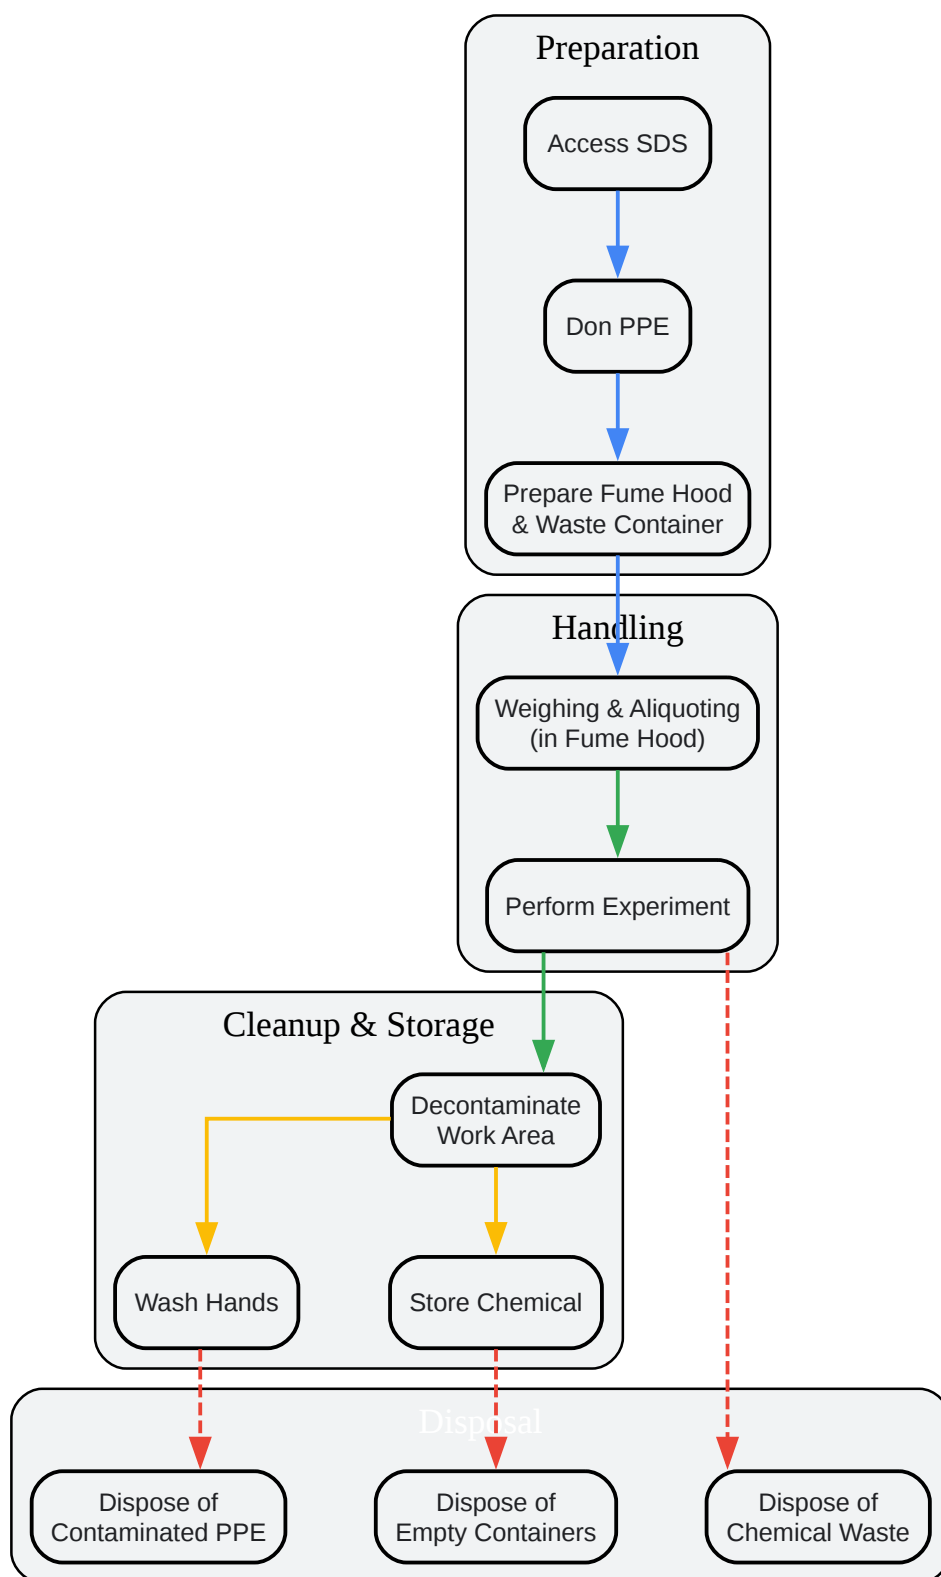 Preparation
Access SDS
Don PPE
Prepare Fume Hood
& Waste Container
Handling
Weighing & Aliquoting
(in Fume Hood)
Perform Experiment
Cleanup & Storage
Decontaminate
Work Area
Wash Hands
Store Chemical
Disposal
Dispose of
Contaminated PPE
Dispose of
Empty Containers
Dispose of
Chemical Waste